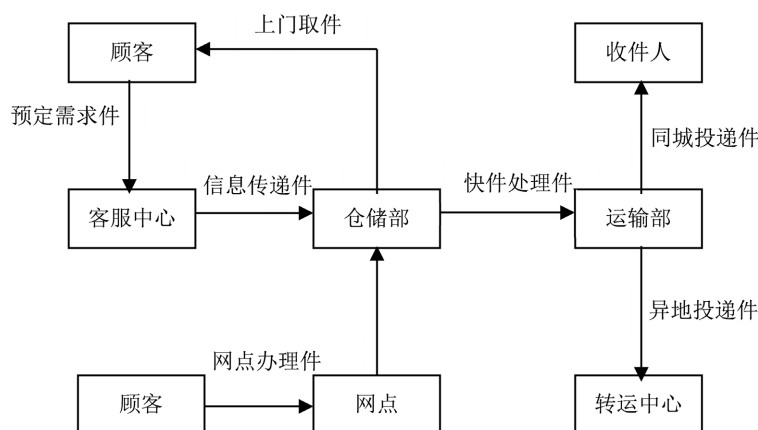 上门取件
顾客
收件人
预定需求件
同城投递件
信息传递件
快件处理件
客服中心
仓储部
运输部
异地投递件
网点办理件
顾客
网点
转运中心